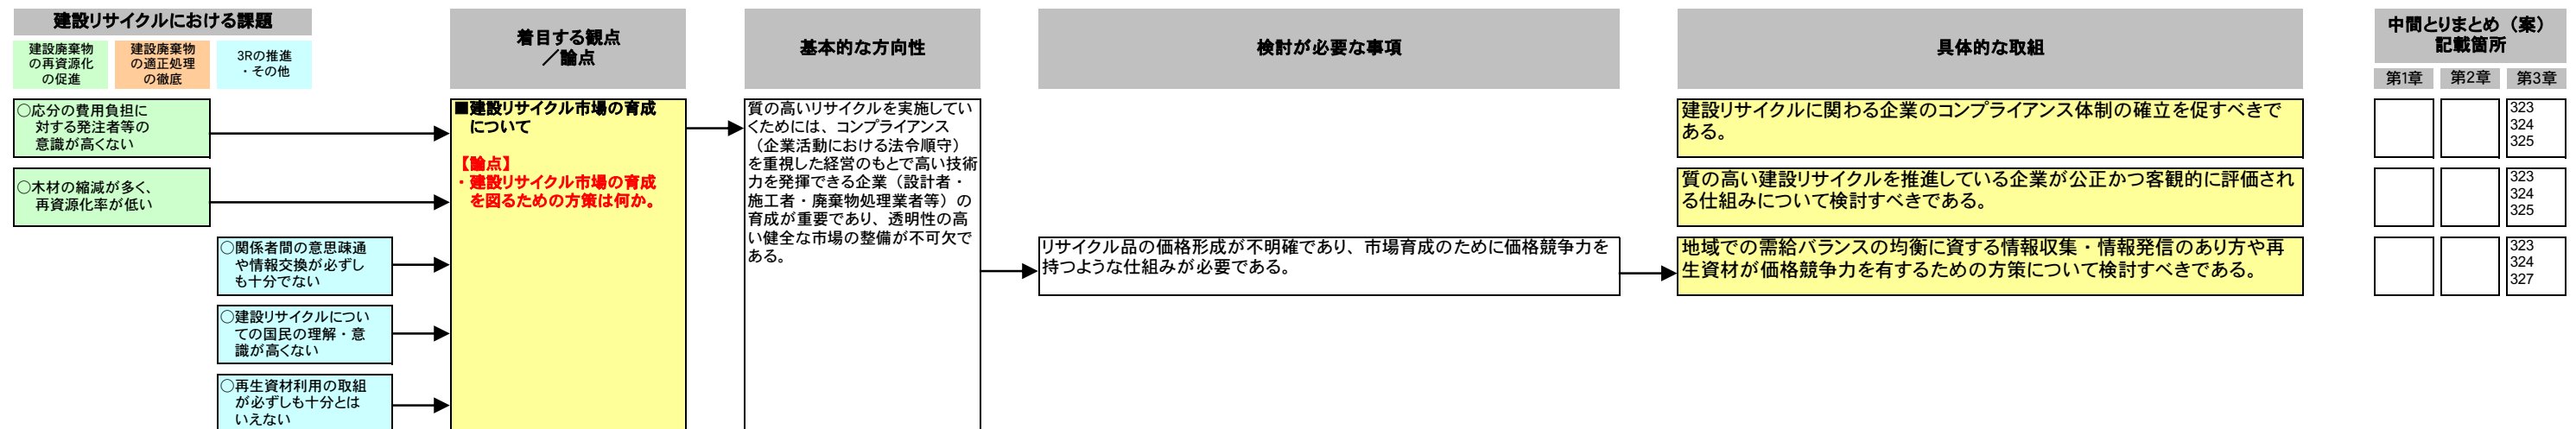 建設リサイクルにおける課題
建設廃棄物
の再資源化
の促進
建設廃棄物
の適正処理
の徹底
3Rの推進
・その他
着目する観点
／論点
基本的な方向性
検討が必要な事項
具体的な取組
中間とりまとめ（案）
記載箇所
第1章
第2章
第3章
○応分の費用負担に
対する発注者等の
意識が高くない
○木材の縮減が多く、
再資源化率が低い
○関係者間の意思疎通
や情報交換が必ずし
も十分でない
○建設リサイクルについ
ての国民の理解・意
識が高くない
○再生資材利用の取組
が必ずしも十分とは
いえない
■建設リサイクル市場の育成
について
【論点】
・建設リサイクル市場の育成
を図るための方策は何か。
質の高いリサイクルを実施してい
くためには、コンプライアンス
（企業活動における法令順守）
を重視した経営のもとで高い技術
力を発揮できる企業（設計者・
施工者・廃棄物処理業者等）の
育成が重要であり、透明性の高
い健全な市場の整備が不可欠で
ある。
リサイクル品の価格形成が不明確であり、市場育成のために価格競争力を
持つような仕組みが必要である。
建設リサイクルに関わる企業のコンプライアンス体制の確立を促すべきで
ある。
323
324
325
質の高い建設リサイクルを推進している企業が公正かつ客観的に評価され
る仕組みについて検討すべきである。
323
324
325
地域での需給バランスの均衡に資する情報収集・情報発信のあり方や再
生資材が価格競争力を有するための方策について検討すべきである。
323
324
327